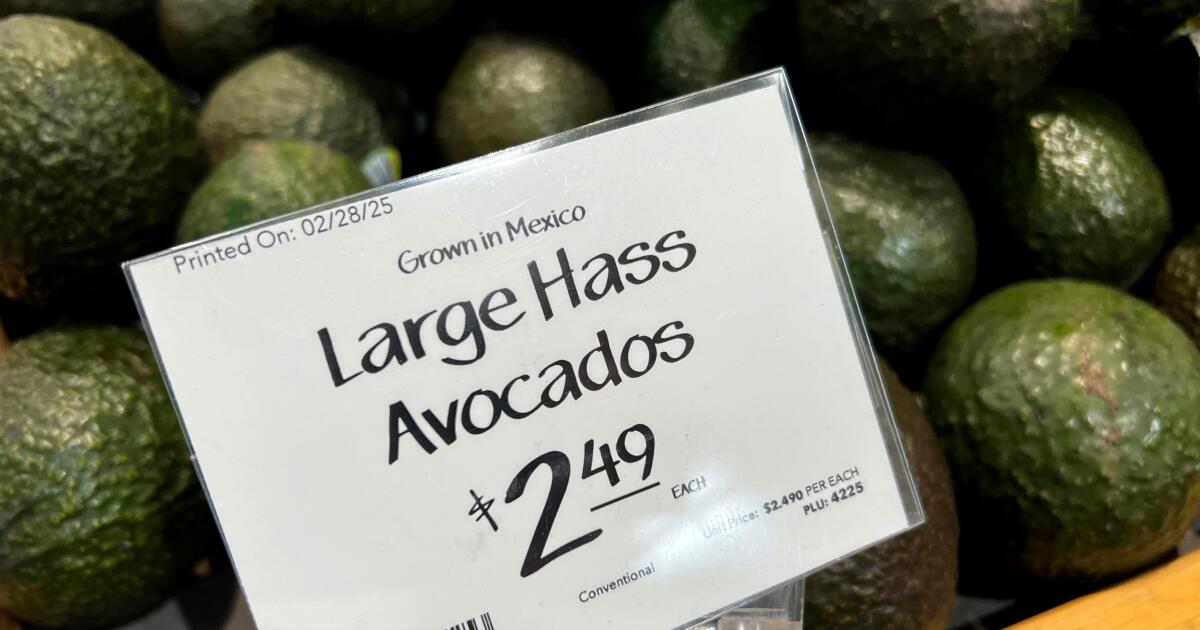 Printed On: 02/28/25
Grown in Mexico
Large Hass
Avocados
$2.49 EACH
Unit Price: $2.490 PER EACH
PLU: 4225
Conventional